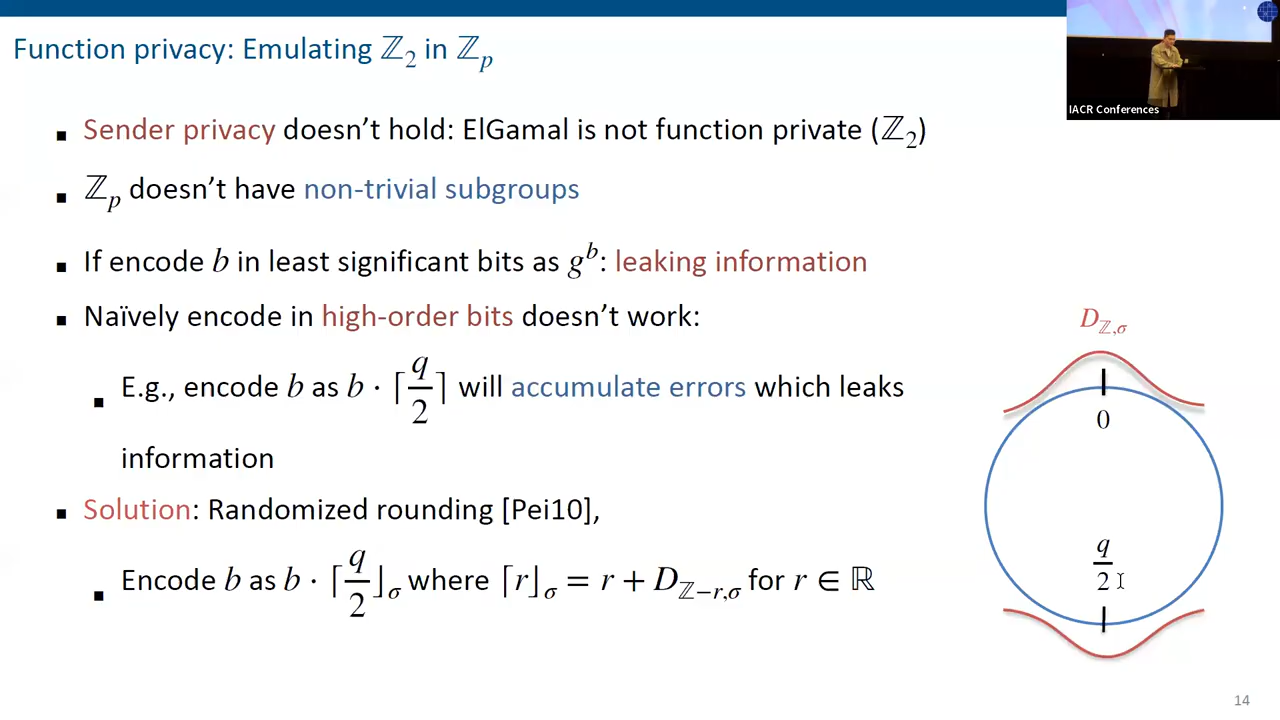 Function privacy: Emulating ℤ₂ in ℤₚ
IACR Conferences
▪ Sender privacy doesn't hold: ElGamal is not function private (ℤ₂)
▪ ℤₚ doesn't have non-trivial subgroups
▪ If encode b in least significant bits as gᵇ: leaking information
▪ Naïvely encode in high-order bits doesn't work:
▪ E.g., encode b as b · ⌈q/2⌉ will accumulate errors which leaks
information
▪ Solution: Randomized rounding [Pei10],
▪ Encode b as b · ⌈q/2⌋_σ where ⌈r⌋_σ = r + D_{ℤ−r,σ} for r ∈ ℝ
D_{ℤ,σ}
0
q/2
14